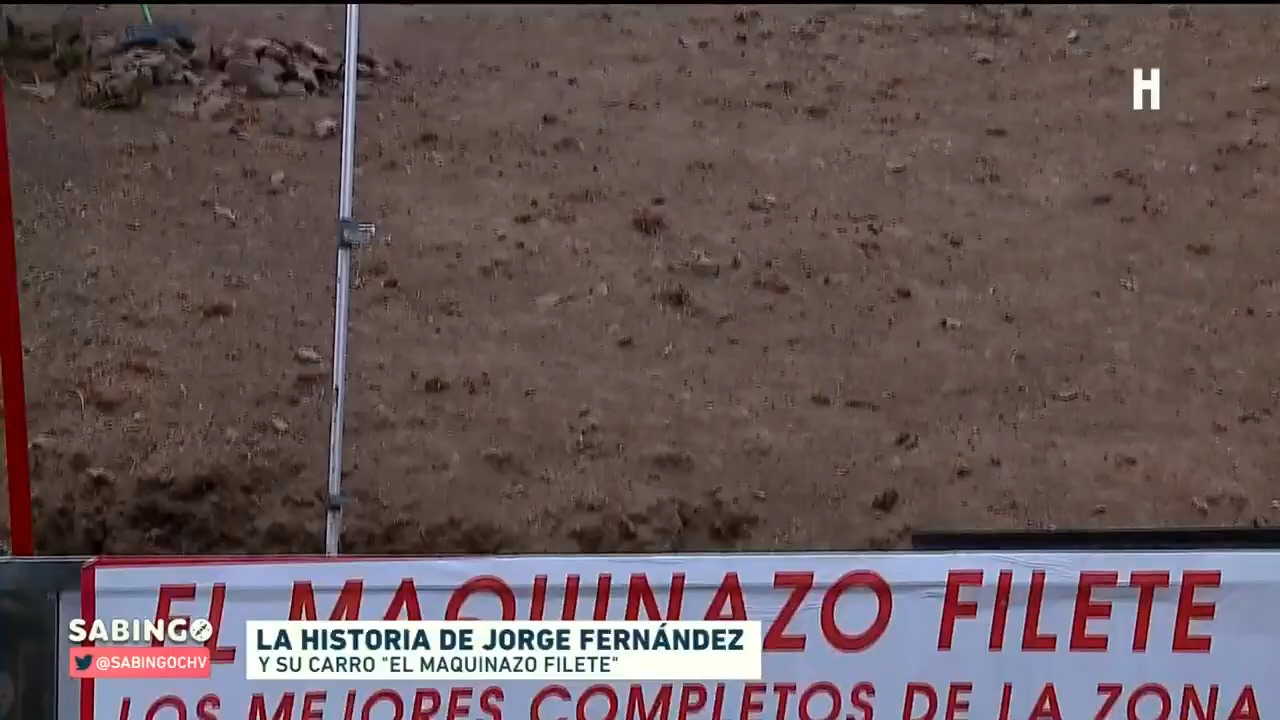 H
EL MAQUINAZO FILETE
SABINGO
@SABINGOCHV
LA HISTORIA DE JORGE FERNÁNDEZ
Y SU CARRO "EL MAQUINAZO FILETE"
LOS MEJORES COMPLETOS DE LA ZONA